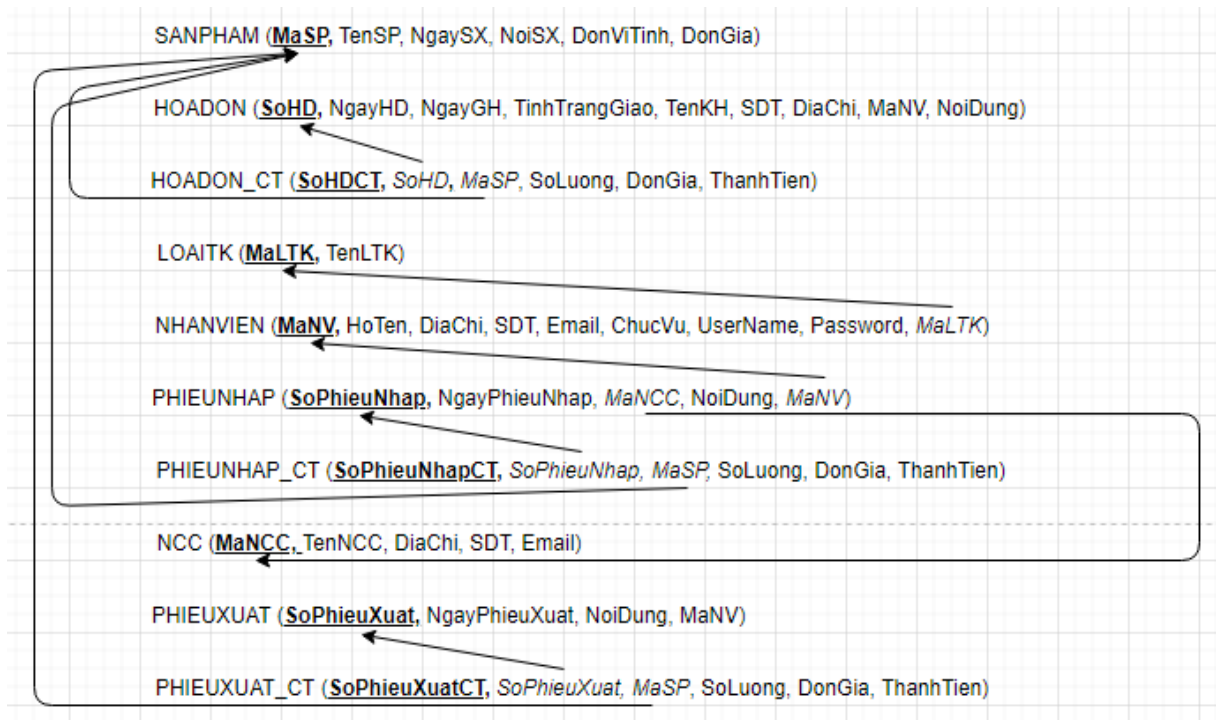 SANPHAM (MaSP, TenSP, NgaySX, NoiSX, DonViTinh, DonGia)
HOADON (SoHD, NgayHD, NgayGH, TinhTrangGiao, TenKH, SDT, DiaChi, MaNV, NoiDung)
HOADON_CT (SoHDCT, SoHD, MaSP, SoLuong, DonGia, ThanhTien)
LOAITK (MaLTK, TenLTK)
NHANVIEN (MaNV, HoTen, DiaChi, SDT, Email, ChucVu, UserName, Password, MaLTK)
PHIEUNHAP (SoPhieuNhap, NgayPhieuNhap, MaNCC, NoiDung, MaNV)
PHIEUNHAP_CT (SoPhieuNhapCT, SoPhieuNhap, MaSP, SoLuong, DonGia, ThanhTien)
NCC (MaNCC, TenNCC, DiaChi, SDT, Email)
PHIEUXUAT (SoPhieuXuat, NgayPhieuXuat, NoiDung, MaNV)
PHIEUXUAT_CT (SoPhieuXuatCT, SoPhieuXuat, MaSP, SoLuong, DonGia, ThanhTien)